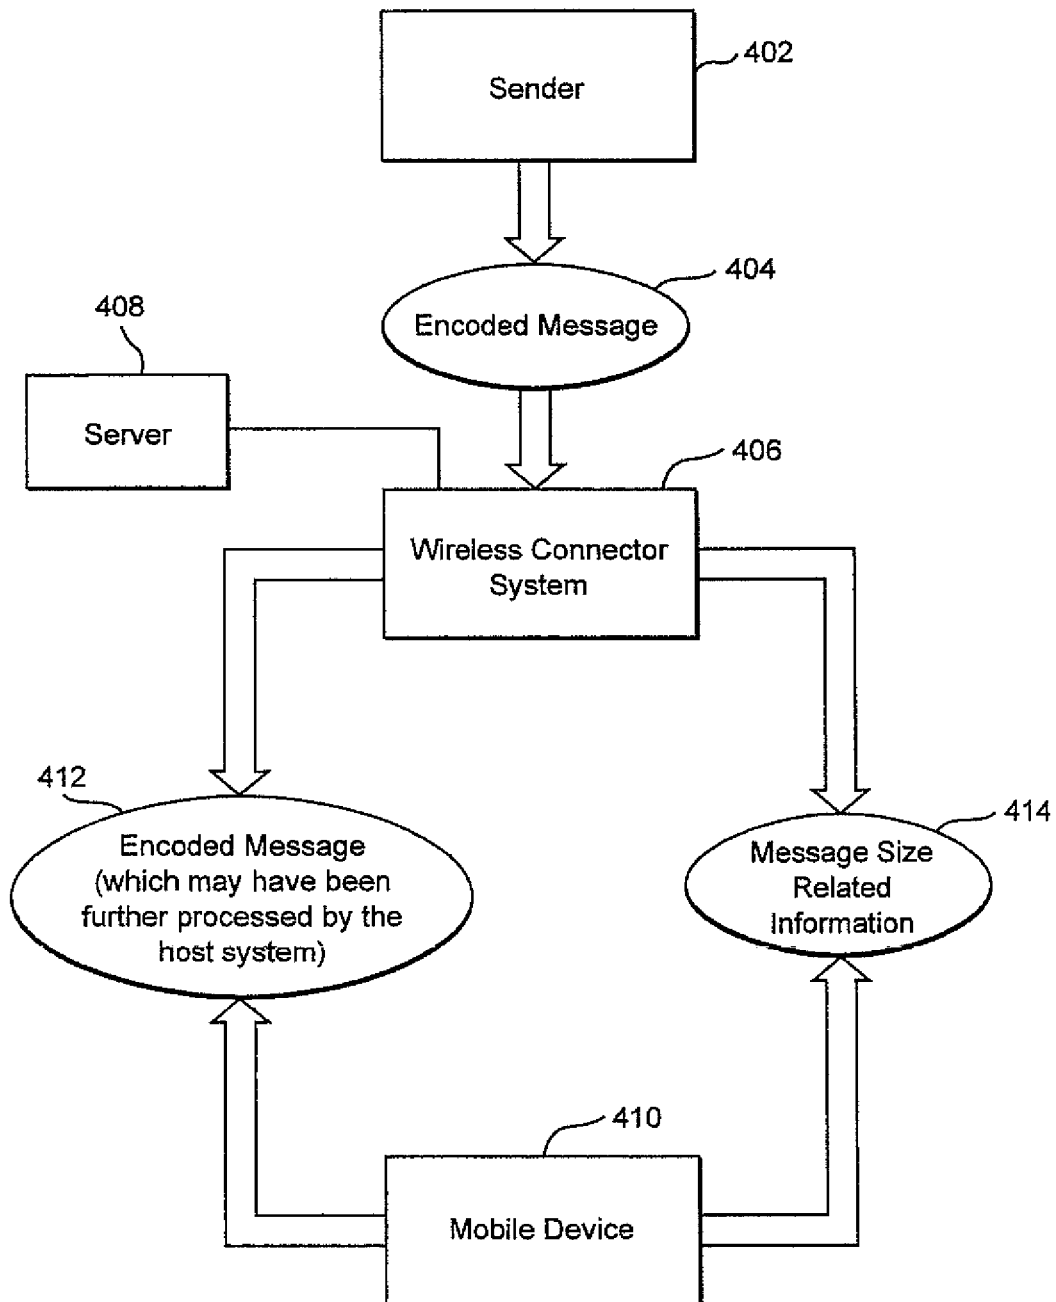 402
Sender
404
Encoded Message
408
Server
406
Wireless Connector
System
412
Encoded Message
(which may have been
further processed by the
host system)
414
Message Size
Related
Information
410
Mobile Device